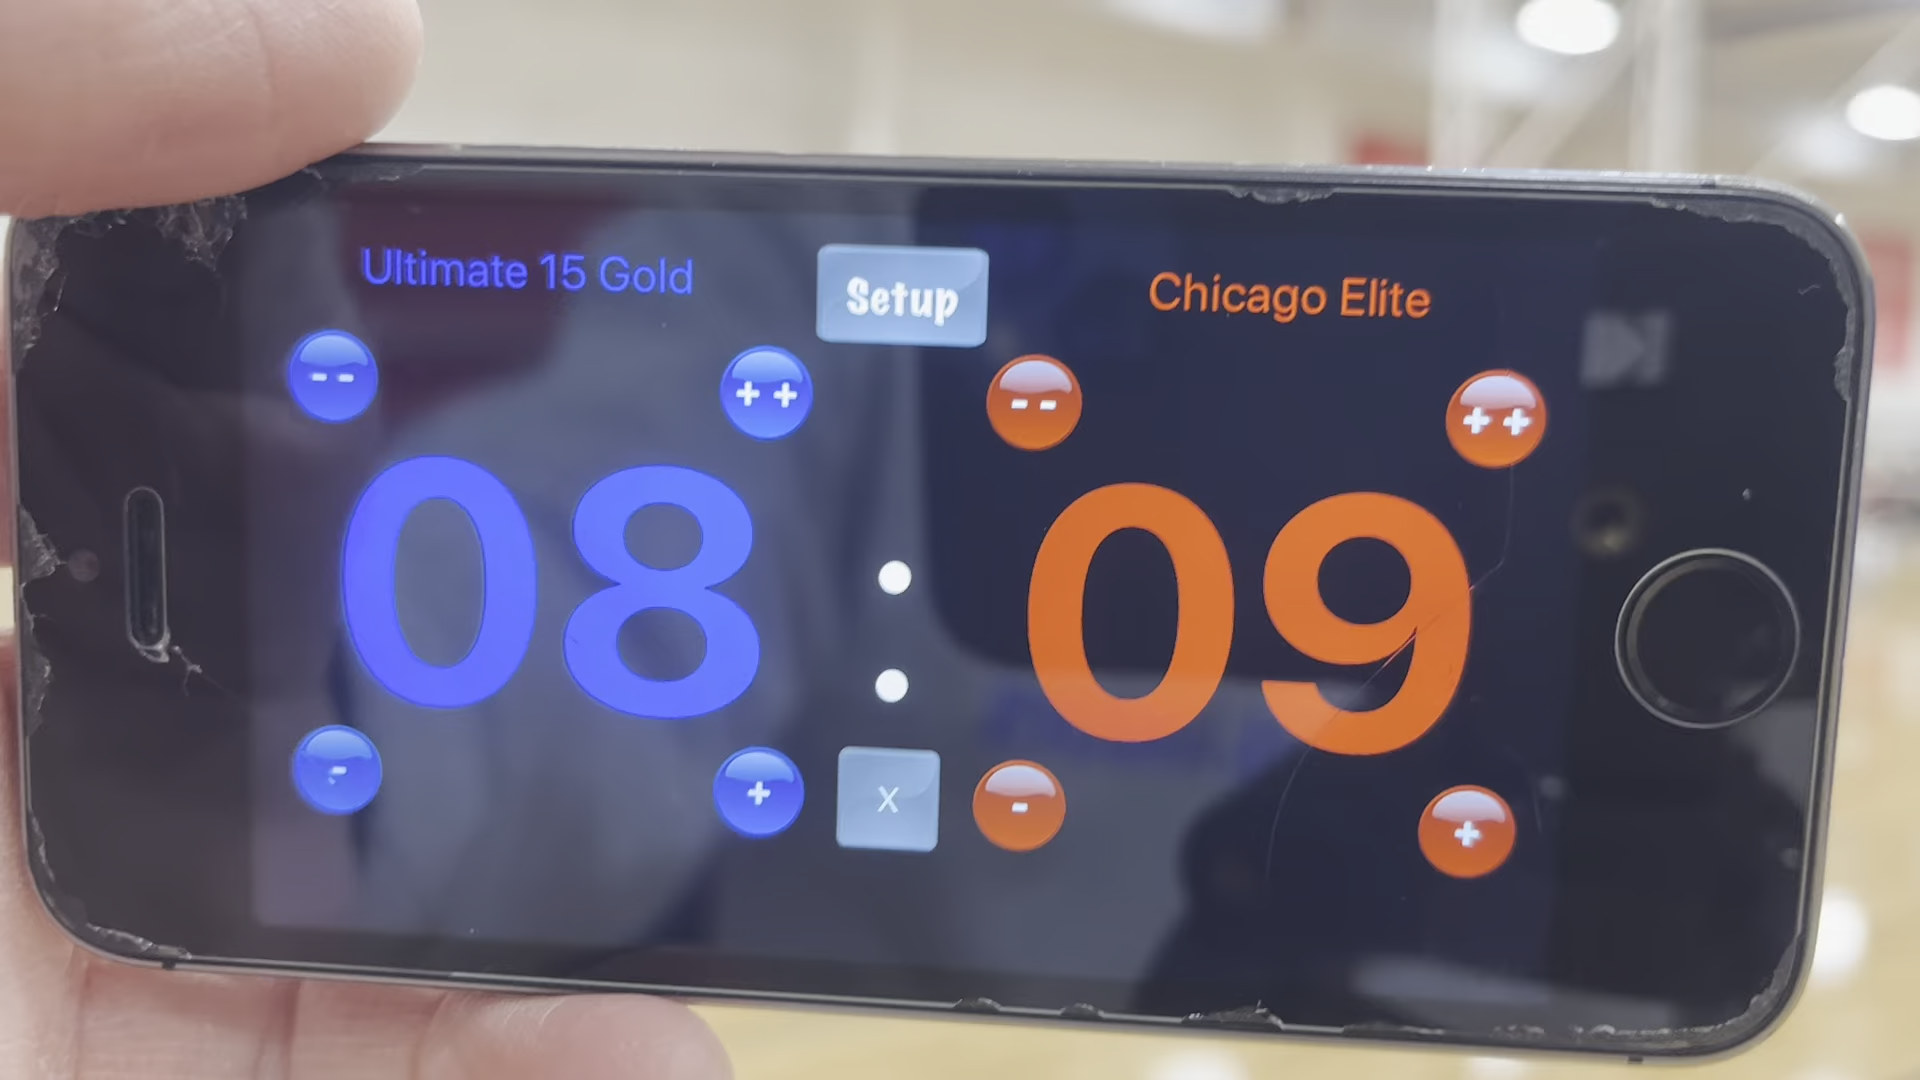 Ultimate 15 Gold
Setup
Chicago Elite
--
++
--
++
08 : 09
-
+
X
-
+